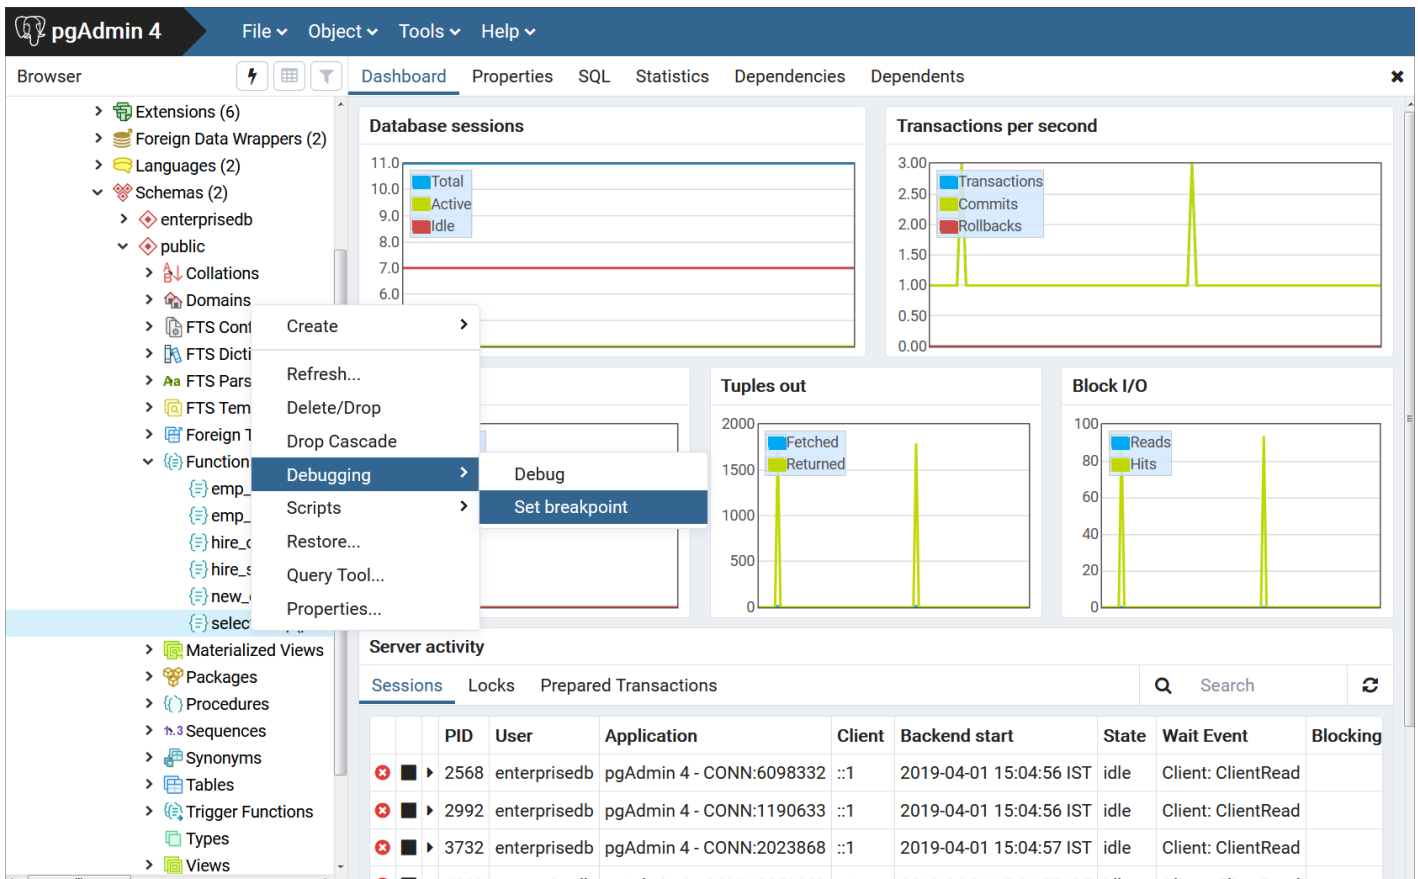 pgAdmin 4
File Object Tools Help
Browser
Dashboard Properties SQL Statistics Dependencies Dependents
Extensions (6)
Foreign Data Wrappers (2)
Languages (2)
Schemas (2)
enterprisedb
public
Collations
Domains
FTS Conf
FTS Dicti
FTS Pars
FTS Tem
Foreign T
Function
emp_
emp_
hire_c
hire_s
new_
selec
Materialized Views
Packages
Procedures
1..3 Sequences
Synonyms
Tables
Trigger Functions
Types
Views
Create
Refresh...
Delete/Drop
Drop Cascade
Debugging
Scripts
Restore...
Query Tool...
Properties...
Debug
Set breakpoint
Database sessions
11.0
10.0
9.0
8.0
7.0
6.0
Total
Active
Idle
Transactions per second
3.00
2.50
2.00
1.50
1.00
0.50
0.00
Transactions
Commits
Rollbacks
Tuples out
2000
1500
1000
500
0
Fetched
Returned
Block I/O
100
80
60
40
20
0
Reads
Hits
Server activity
Sessions Locks Prepared Transactions
Search
PID User Application Client Backend start State Wait Event Blocking
2568 enterprisedb pgAdmin 4 - CONN:6098332 ::1 2019-04-01 15:04:56 IST idle Client: ClientRead
2992 enterprisedb pgAdmin 4 - CONN:1190633 ::1 2019-04-01 15:04:56 IST idle Client: ClientRead
3732 enterprisedb pgAdmin 4 - CONN:2023868 ::1 2019-04-01 15:04:57 IST idle Client: ClientRead